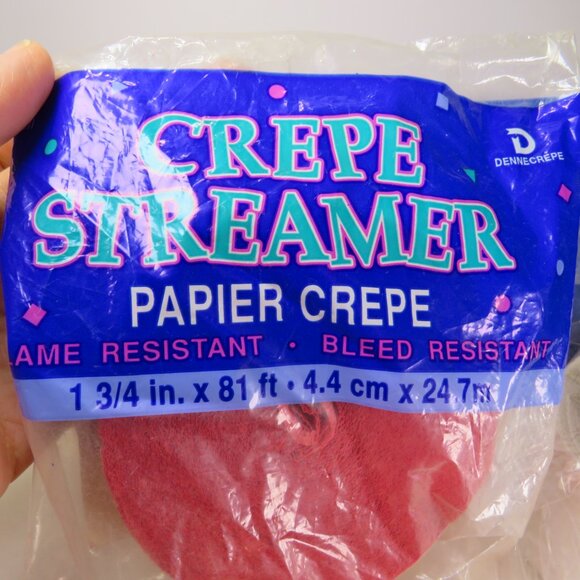 CREPE
STREAMER
DENNECRÊPE
PAPIER CREPE
LAME RESISTANT • BLEED RESISTANT
1 3/4 in. x 81 ft • 4.4 cm x 24.7m